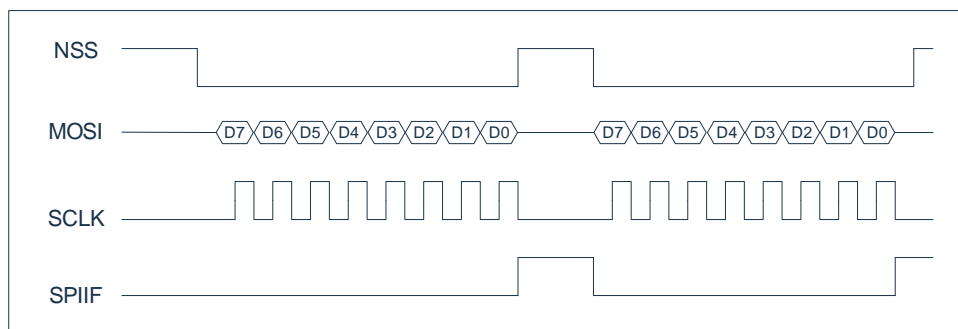 NSS
MOSI D7 D6 D5 D4 D3 D2 D1 D0 D7 D6 D5 D4 D3 D2 D1 D0
SCLK
SPIIF